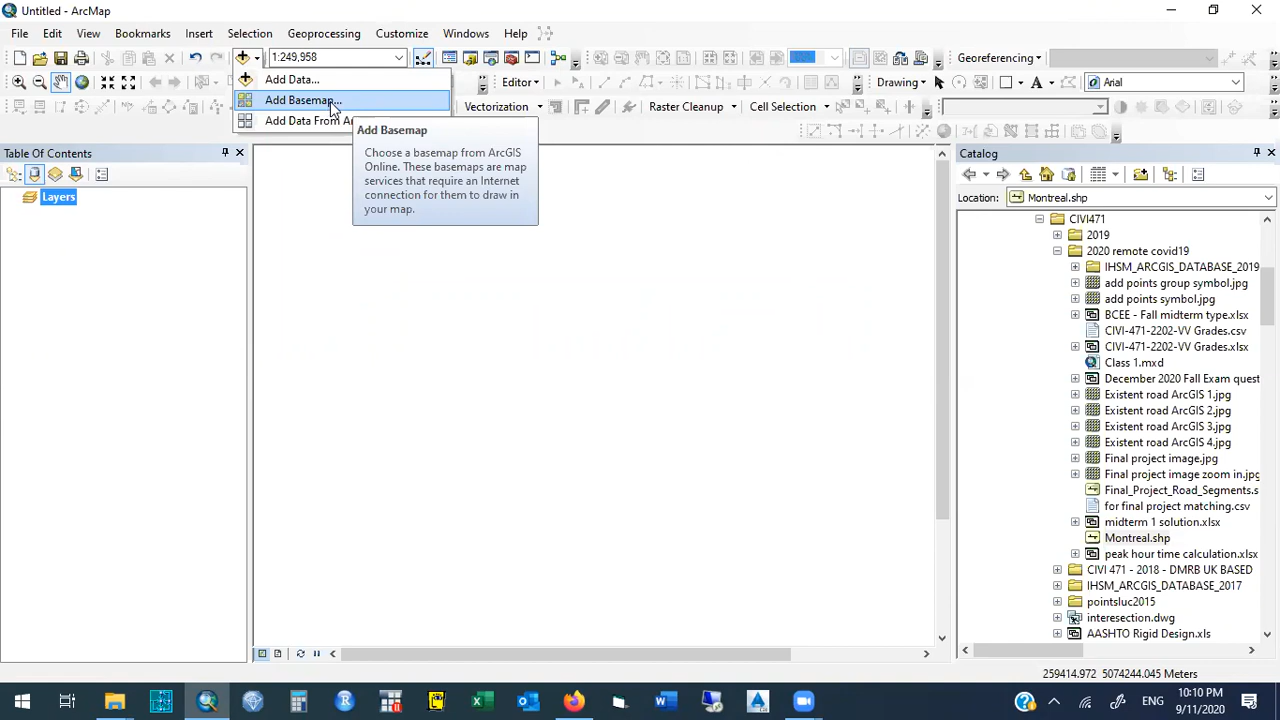 Untitled - ArcMap
File Edit View Bookmarks Insert Selection Geoprocessing Customize Windows Help
1:249,958
Georeferencing
Editor
Drawing
A
Arial
Vectorization
Raster Cleanup
Cell Selection
Add Data...
Add Basemap...
Add Data From
Add Basemap
Choose a basemap from ArcGIS
Online. These basemaps are map
services that require an Internet
connection for them to draw in
your map.
Table Of Contents
Layers
Catalog
Location: Montreal.shp
CIVI471
2019
2020 remote covid19
IHSM_ARCGIS_DATABASE_2019
add points group symbol.jpg
add points symbol.jpg
BCEE - Fall midterm type.xlsx
CIVI-471-2202-VV Grades.csv
CIVI-471-2202-VV Grades.xlsx
Class 1.mxd
December 2020 Fall Exam quest
Existent road ArcGIS 1.jpg
Existent road ArcGIS 2.jpg
Existent road ArcGIS 3.jpg
Existent road ArcGIS 4.jpg
Final project image.jpg
Final project image zoom in.jpg
Final_Project_Road_Segments.s
for final project matching.csv
midterm 1 solution.xlsx
Montreal.shp
peak hour time calculation.xlsx
CIVI 471 - 2018 - DMRB UK BASED
IHSM_ARCGIS_DATABASE_2017
pointsluc2015
interesection.dwg
AASHTO Rigid Design.xls
259414.972 5074244.045 Meters
ENG
10:10 PM
9/11/2020